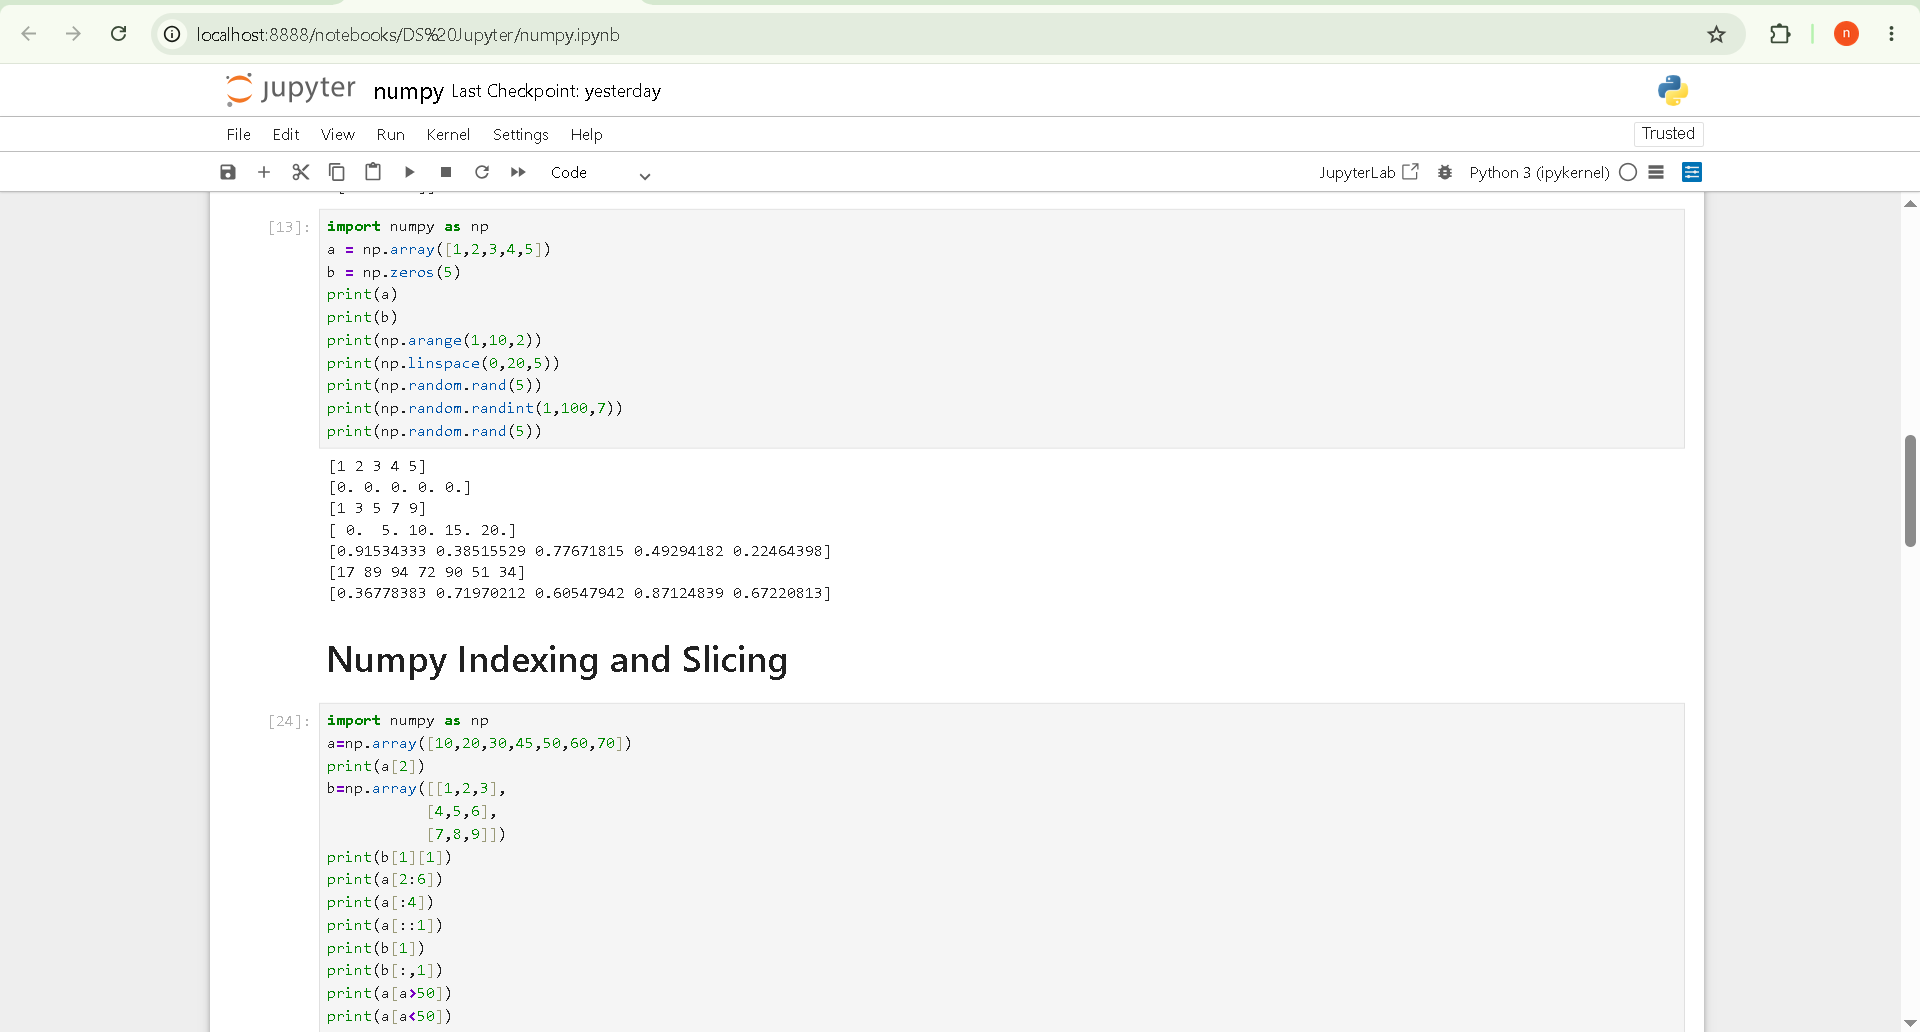 localhost:8888/notebooks/DS%20Jupyter/numpy.ipynb
n
jupyter numpy Last Checkpoint: yesterday
File Edit View Run Kernel Settings Help
Trusted
Code
JupyterLab
Python 3 (ipykernel)
[13]:
import numpy as np
a = np.array([1,2,3,4,5])
b = np.zeros(5)
print(a)
print(b)
print(np.arange(1,10,2))
print(np.linspace(0,20,5))
print(np.random.rand(5))
print(np.random.randint(1,100,7))
print(np.random.rand(5))
[1 2 3 4 5]
[0. 0. 0. 0. 0.]
[1 3 5 7 9]
[ 0.  5. 10. 15. 20.]
[0.91534333 0.38515529 0.77671815 0.49294182 0.22464398]
[17 89 94 72 90 51 34]
[0.36778383 0.71970212 0.60547942 0.87124839 0.67220813]
Numpy Indexing and Slicing
[24]:
import numpy as np
a=np.array([10,20,30,45,50,60,70])
print(a[2])
b=np.array([[1,2,3],
           [4,5,6],
           [7,8,9]])
print(b[1][1])
print(a[2:6])
print(a[:4])
print(a[::1])
print(b[1])
print(b[:,1])
print(a[a>50])
print(a[a<50])